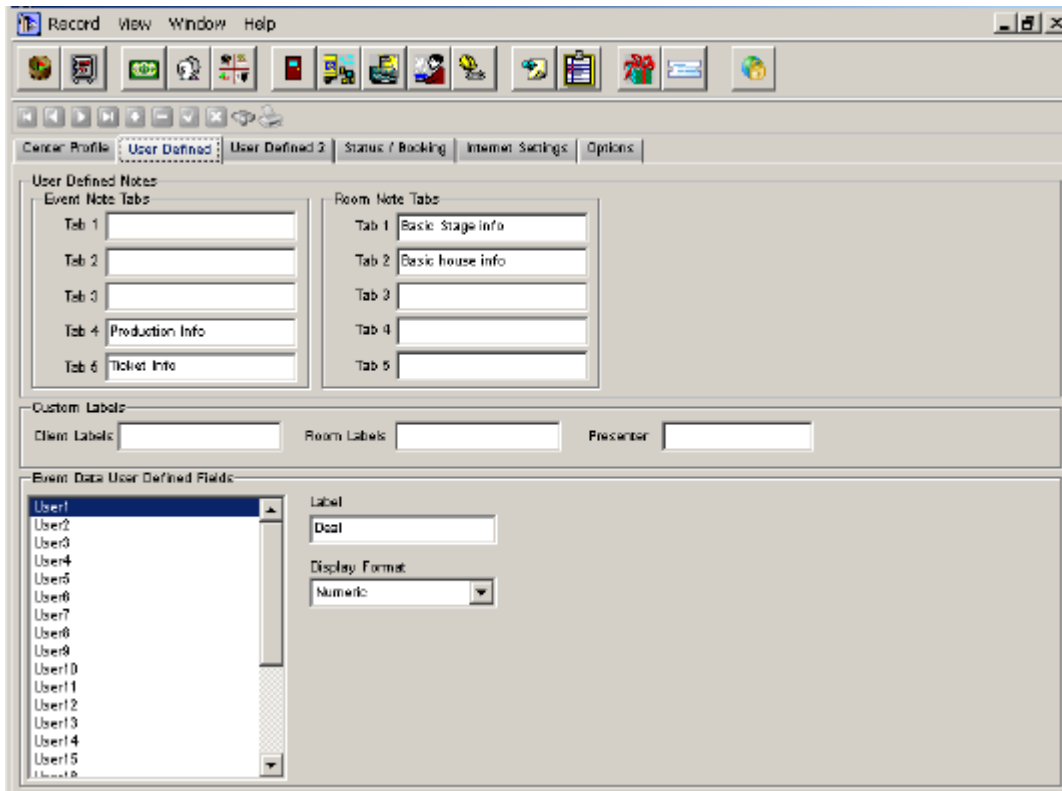 Record View Window Help
Center Profile User Defined User Defined 2 Status / Booking Internet Settings Options
User Defined Notes
Event Note Tabs
Tab 1
Tab 2
Tab 3
Tab 4 Production Info
Tab 5 Ticket Info
Room Note Tabs
Tab 1 Basic Stage info
Tab 2 Basic house info
Tab 3
Tab 4
Tab 5
Custom Labels
Client Labels Room Labels Presenter
Event Data User Defined Fields
User1
User2
User3
User4
User5
User6
User7
User8
User9
User10
User11
User12
User13
User14
User15
Label
Deal
Display Format
Numeric